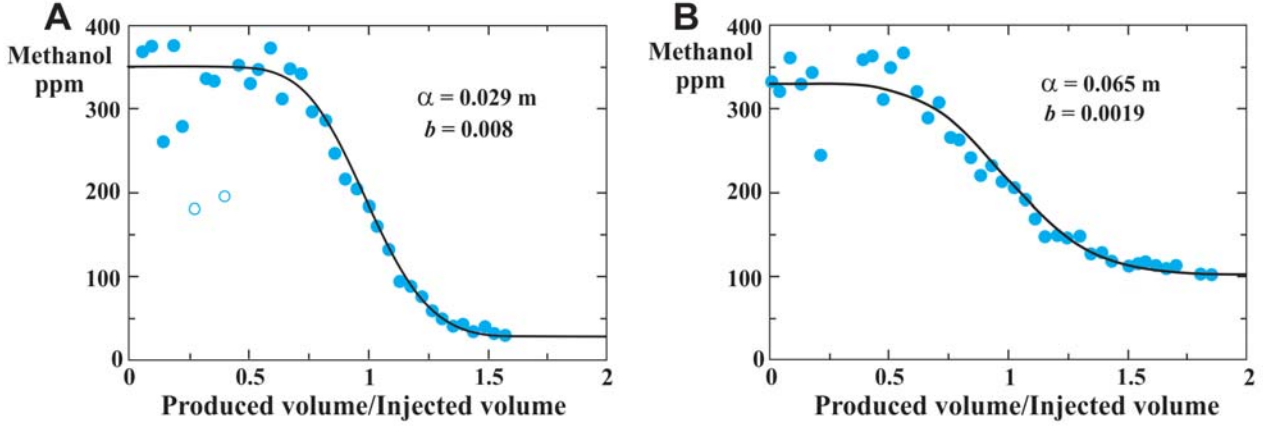 A
400
Methanol
ppm
300
200
100
0
α = 0.029 m
b = 0.008
0 0.5 1 1.5 2
Produced volume/Injected volume
B
400
Methanol
ppm
300
200
100
0
α = 0.065 m
b = 0.0019
0 0.5 1 1.5 2
Produced volume/Injected volume